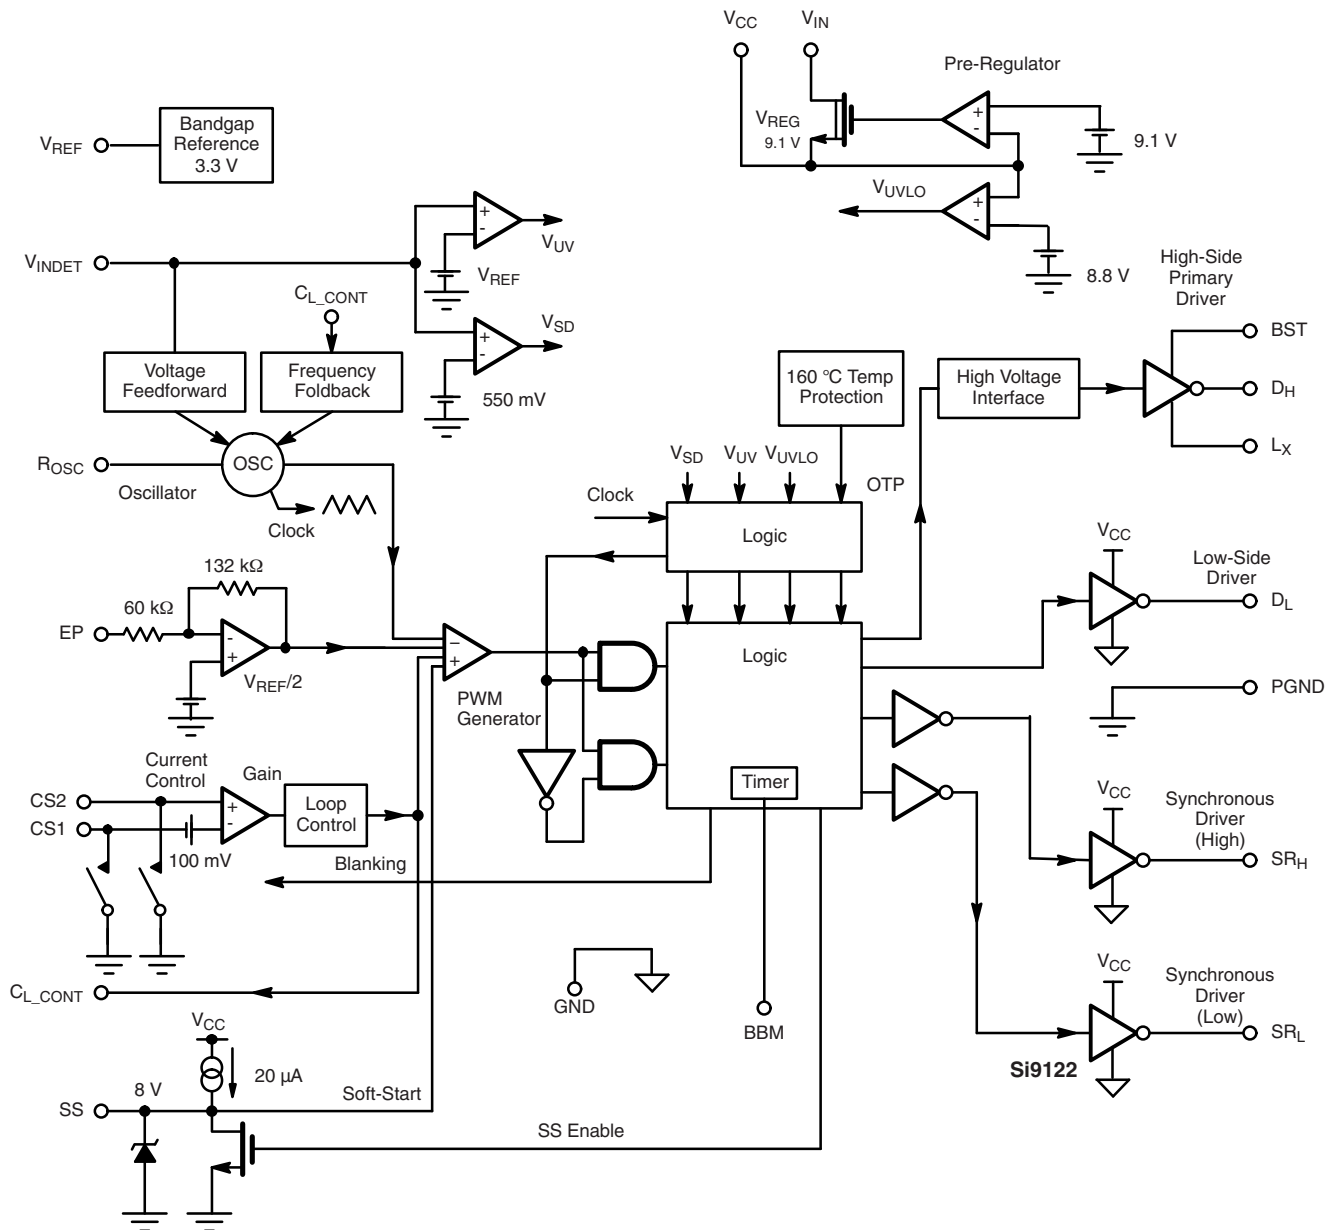 VCC
VIN
Pre-Regulator
VREG
9.1 V
+
-
9.1 V
VUVLO
+
-
8.8 V
VREF
Bandgap
Reference
3.3 V
VINDET
+
-
VUV
VREF
CL_CONT
+
-
VSD
550 mV
Voltage
Feedforward
Frequency
Foldback
ROSC
OSC
Oscillator
Clock
160 °C Temp
Protection
High Voltage
Interface
High-Side
Primary
Driver
BST
DH
LX
VSD
VUV
VUVLO
OTP
Clock
Logic
VCC
Low-Side
Driver
DL
132 kΩ
60 kΩ
EP
-
+
VREF/2
−
+
PWM
Generator
Logic
Timer
PGND
Current
Control
Gain
CS2
CS1
+
-
100 mV
Loop
Control
Blanking
VCC
Synchronous
Driver
(High)
SRH
CL_CONT
GND
BBM
VCC
Synchronous
Driver
(Low)
SRL
Si9122
VCC
20 µA
8 V
SS
Soft-Start
SS Enable